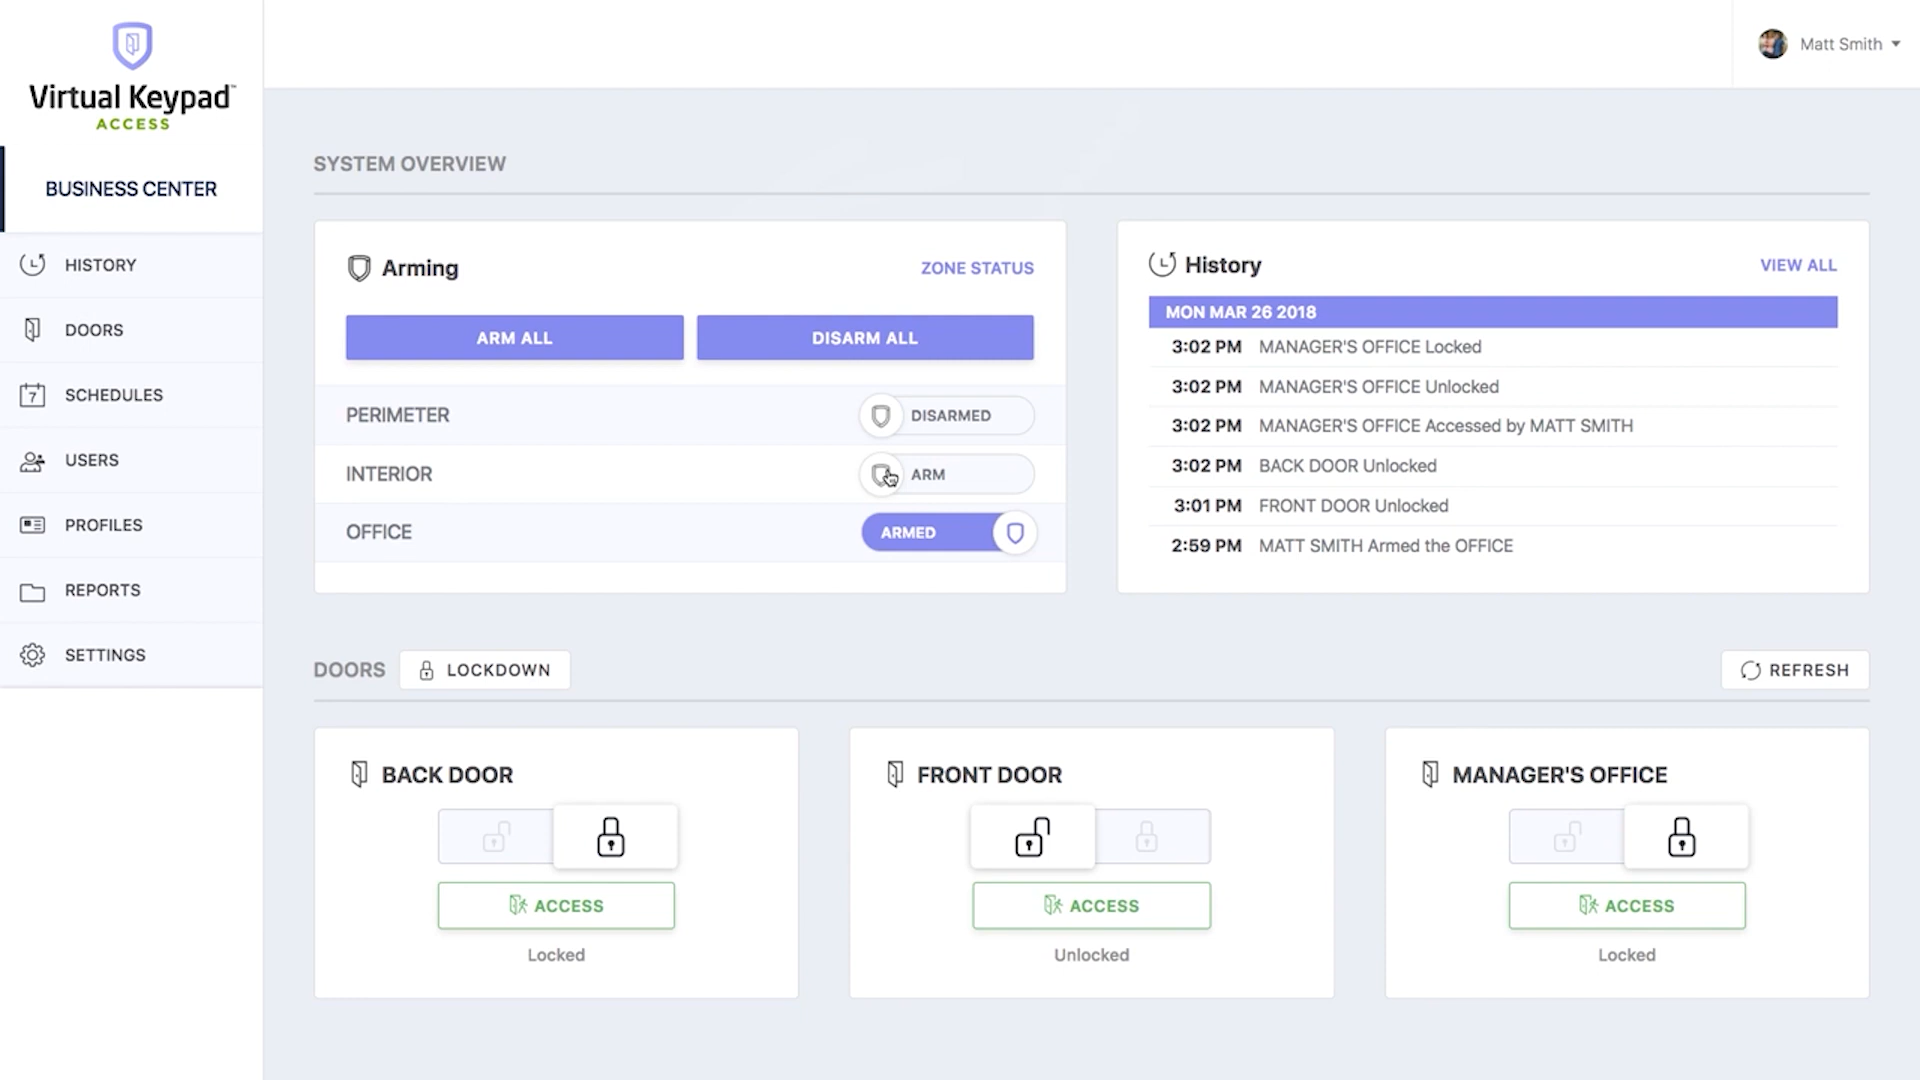 Virtual Keypad™
ACCESS
BUSINESS CENTER
HISTORY
DOORS
7
SCHEDULES
USERS
PROFILES
REPORTS
SETTINGS
Matt Smith
SYSTEM OVERVIEW
Arming
ZONE STATUS
ARM ALL
DISARM ALL
PERIMETER
DISARMED
INTERIOR
ARM
OFFICE
ARMED
History
VIEW ALL
MON MAR 26 2018
3:02 PM MANAGER'S OFFICE Locked
3:02 PM MANAGER'S OFFICE Unlocked
3:02 PM MANAGER'S OFFICE Accessed by MATT SMITH
3:02 PM BACK DOOR Unlocked
3:01 PM FRONT DOOR Unlocked
2:59 PM MATT SMITH Armed the OFFICE
DOORS
LOCKDOWN
REFRESH
BACK DOOR
ACCESS
Locked
FRONT DOOR
ACCESS
Unlocked
MANAGER'S OFFICE
ACCESS
Locked